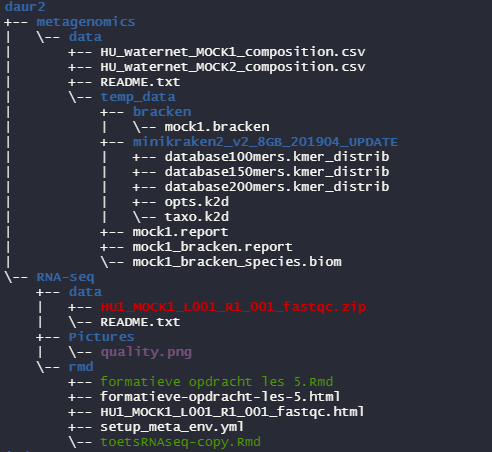 daur2
+-- metagenomics
|   \-- data
|       +-- HU_waternet_MOCK1_composition.csv
|       +-- HU_waternet_MOCK2_composition.csv
|       +-- README.txt
|       \-- temp_data
|           +-- bracken
|           |   \-- mock1.bracken
|           +-- minikraken2_v2_8GB_201904_UPDATE
|           |   +-- database100mers.kmer_distrib
|           |   +-- database150mers.kmer_distrib
|           |   +-- database200mers.kmer_distrib
|           |   +-- opts.k2d
|           |   \-- taxo.k2d
|           +-- mock1.report
|           +-- mock1_bracken.report
|           \-- mock1_bracken_species.biom
\-- RNA-seq
    +-- data
    |   +-- HU1_MOCK1_L001_R1_001_fastqc.zip
    |   \-- README.txt
    +-- Pictures
    |   \-- quality.png
    \-- rmd
        +-- formatieve opdracht les 5.Rmd
        +-- formatieve-opdracht-les-5.html
        +-- HU1_MOCK1_L001_R1_001_fastqc.html
        +-- setup_meta_env.yml
        \-- toetsRNAseq-copy.Rmd